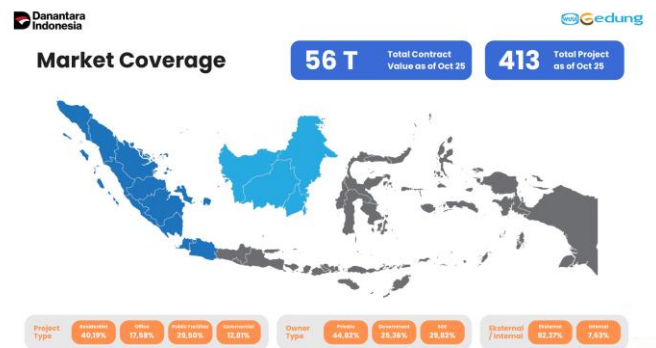 Danantara
Indonesia
wika Gedung
Market Coverage
56 T
Total Contract
Value as of Oct 25
413
Total Project
as of Oct 25
Project
Type
Residential
40,19%
Office
17,58%
Public Facilities
29,50%
Commercial
12,81%
Owner
Type
Private
44,82%
Government
25,36%
SOE
29,82%
Eksternal
/ Internal
Eksternal
92,37%
Internal
7,63%